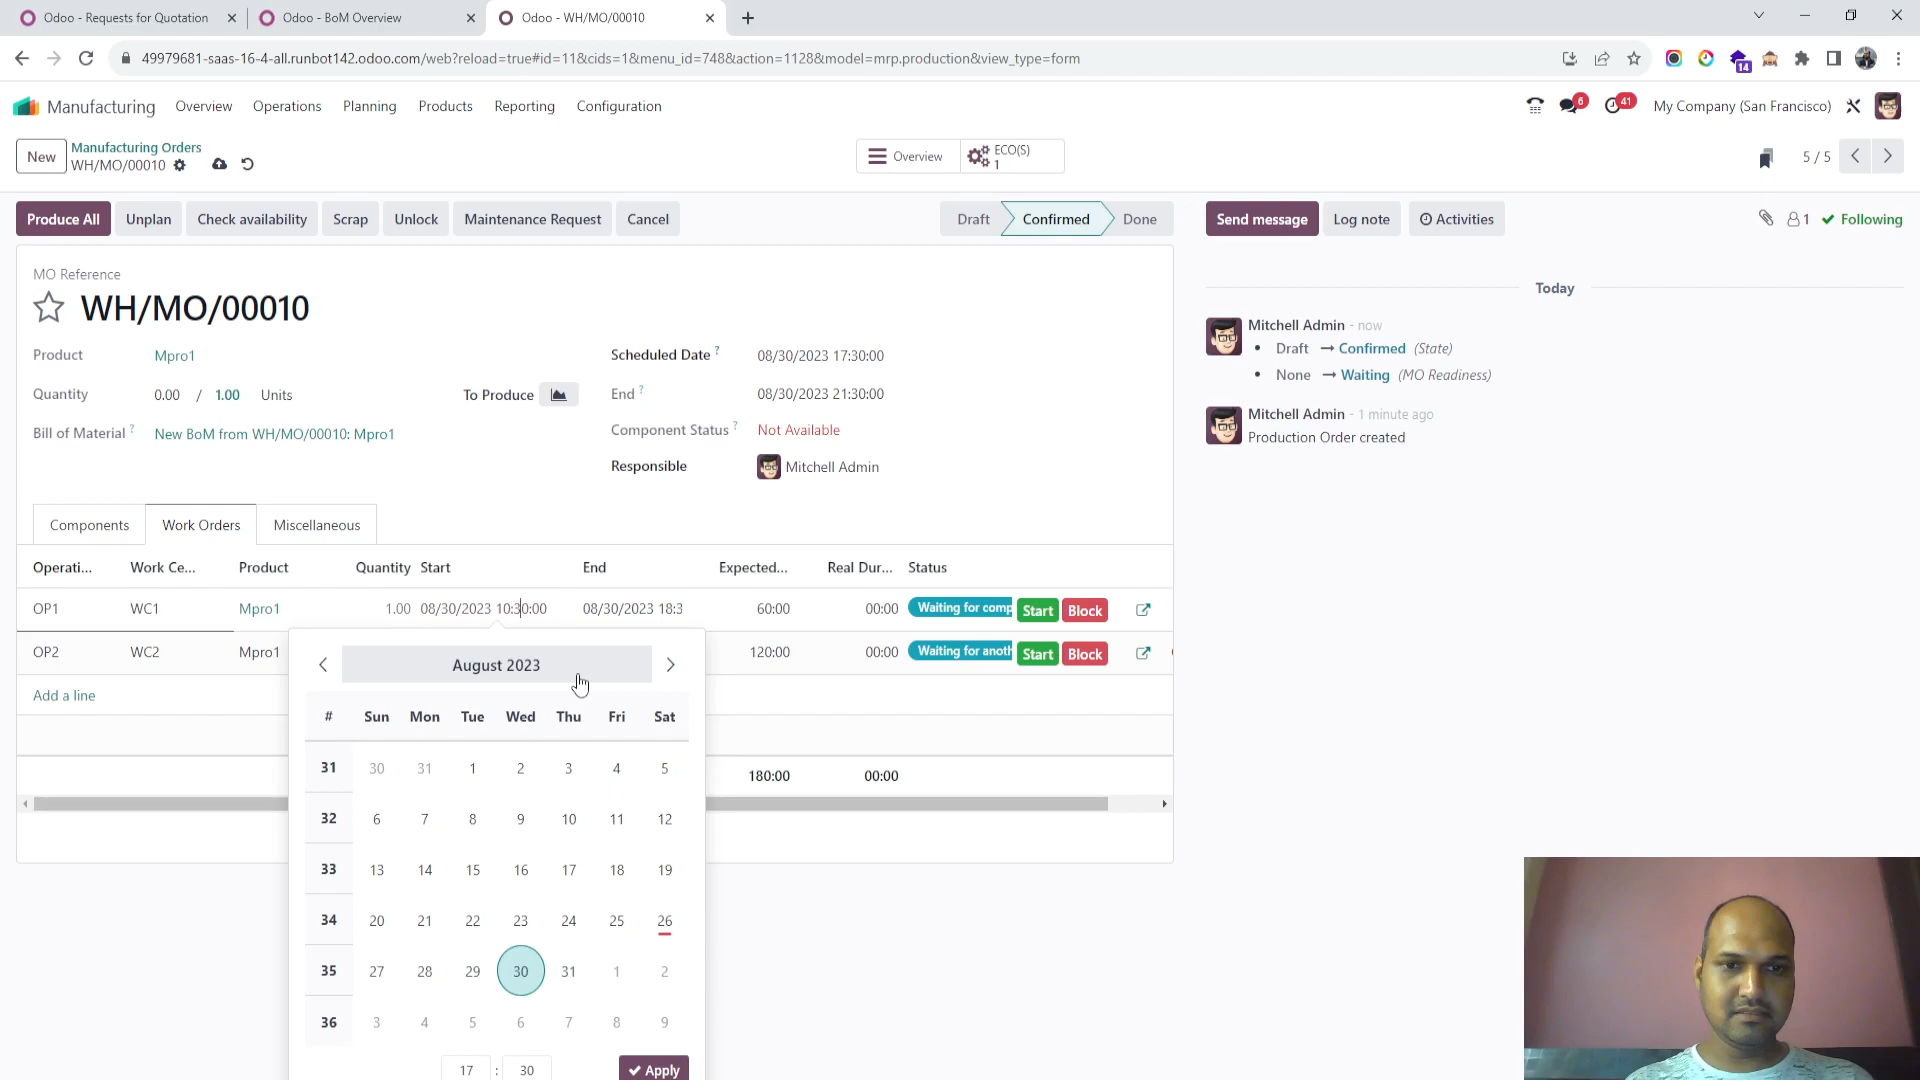 Odoo - Requests for Quotation
Odoo - BoM Overview
Odoo - WH/MO/00010
49979681-saas-16-4-all.runbot142.odoo.com/web?reload=true#id=11&cids=1&menu_id=748&action=1128&model=mrp.production&view_type=form
14
Manufacturing
Overview
Operations
Planning
Products
Reporting
Configuration
6
41
My Company (San Francisco)
New
Manufacturing Orders
WH/MO/00010
Overview
ECO(S)
1
5 / 5
Produce All
Unplan
Check availability
Scrap
Unlock
Maintenance Request
Cancel
Draft
Confirmed
Done
Send message
Log note
Activities
1
Following
MO Reference
WH/MO/00010
Product
Mpro1
Quantity
0.00 / 1.00 Units
To Produce
Bill of Material ?
New BoM from WH/MO/00010: Mpro1
Scheduled Date ?
08/30/2023 17:30:00
End ?
08/30/2023 21:30:00
Component Status ?
Not Available
Responsible
Mitchell Admin
Today
Mitchell Admin - now
Draft → Confirmed (State)
None → Waiting (MO Readiness)
Mitchell Admin - 1 minute ago
Production Order created
Components
Work Orders
Miscellaneous
Operati... Work Ce... Product Quantity Start End Expected... Real Dur... Status
OP1 WC1 Mpro1 1.00 08/30/2023 10:30:00 08/30/2023 18:3 60:00 00:00 Waiting for comp Start Block
OP2 WC2 Mpro1 120:00 00:00 Waiting for anoth Start Block
Add a line
180:00 00:00
August 2023
# Sun Mon Tue Wed Thu Fri Sat
31 30 31 1 2 3 4 5
32 6 7 8 9 10 11 12
33 13 14 15 16 17 18 19
34 20 21 22 23 24 25 26
35 27 28 29 30 31 1 2
36 3 4 5 6 7 8 9
17 : 30
Apply